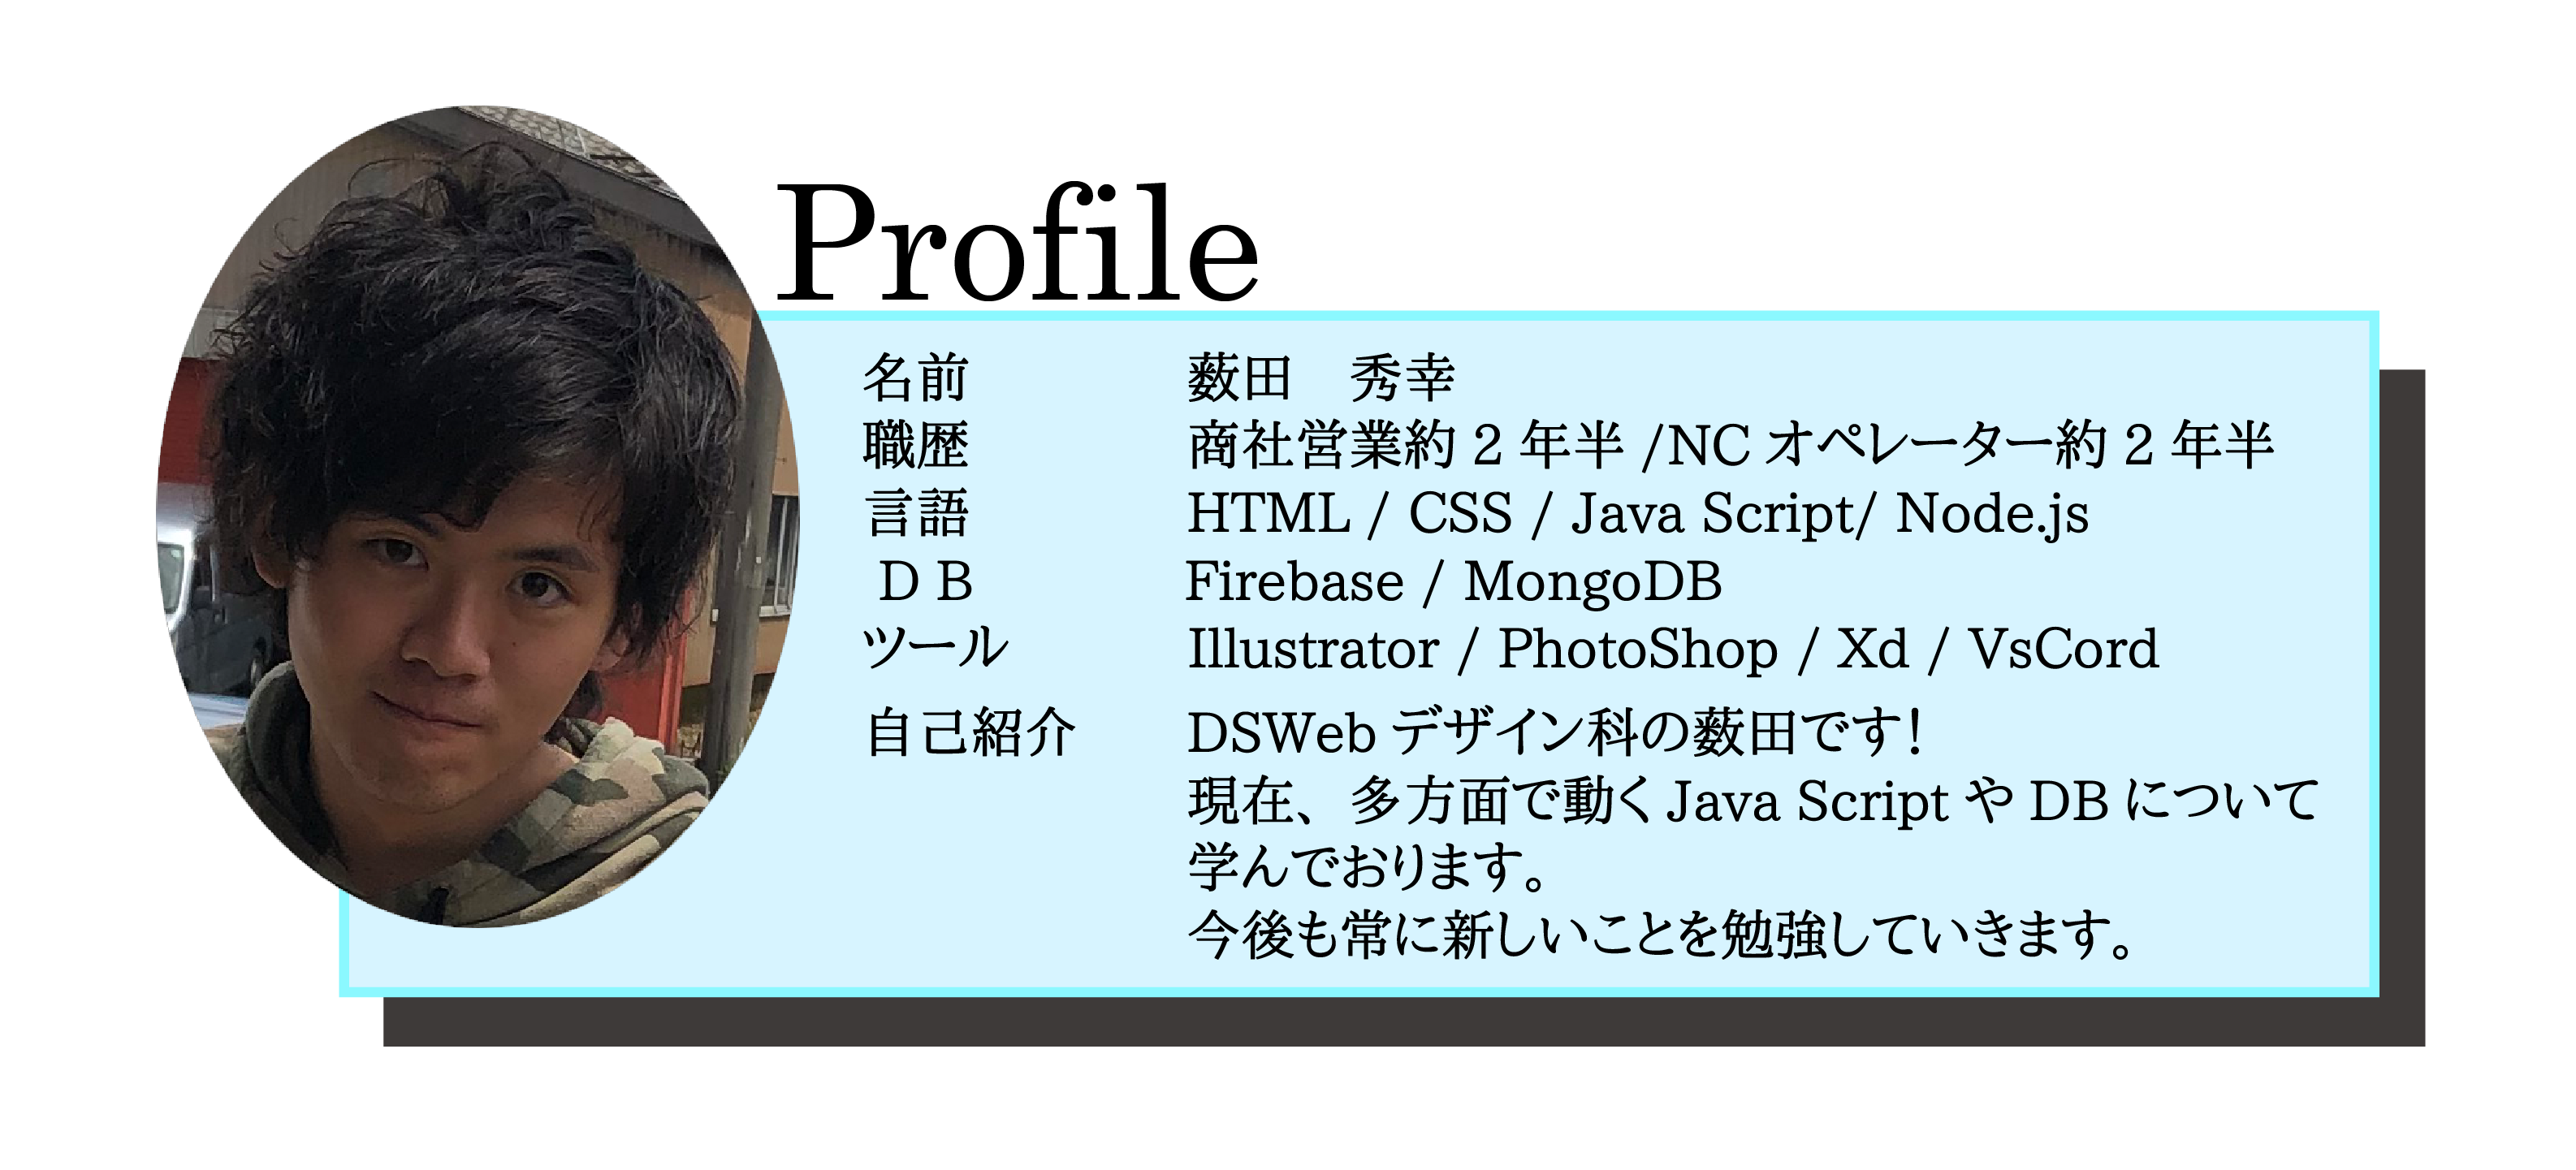 Profile
名前　薮田　秀幸
職歴　商社営業約 2 年半 /NC オペレーター約 2 年半
言語　HTML / CSS / Java Script/ Node.js
D B　Firebase / MongoDB
ツール　Illustrator / PhotoShop / Xd / VsCord
自己紹介　DSWeb デザイン科の薮田です！
現在、多方面で動く Java Script や DB について
学んでおります。
今後も常に新しいことを勉強していきます。